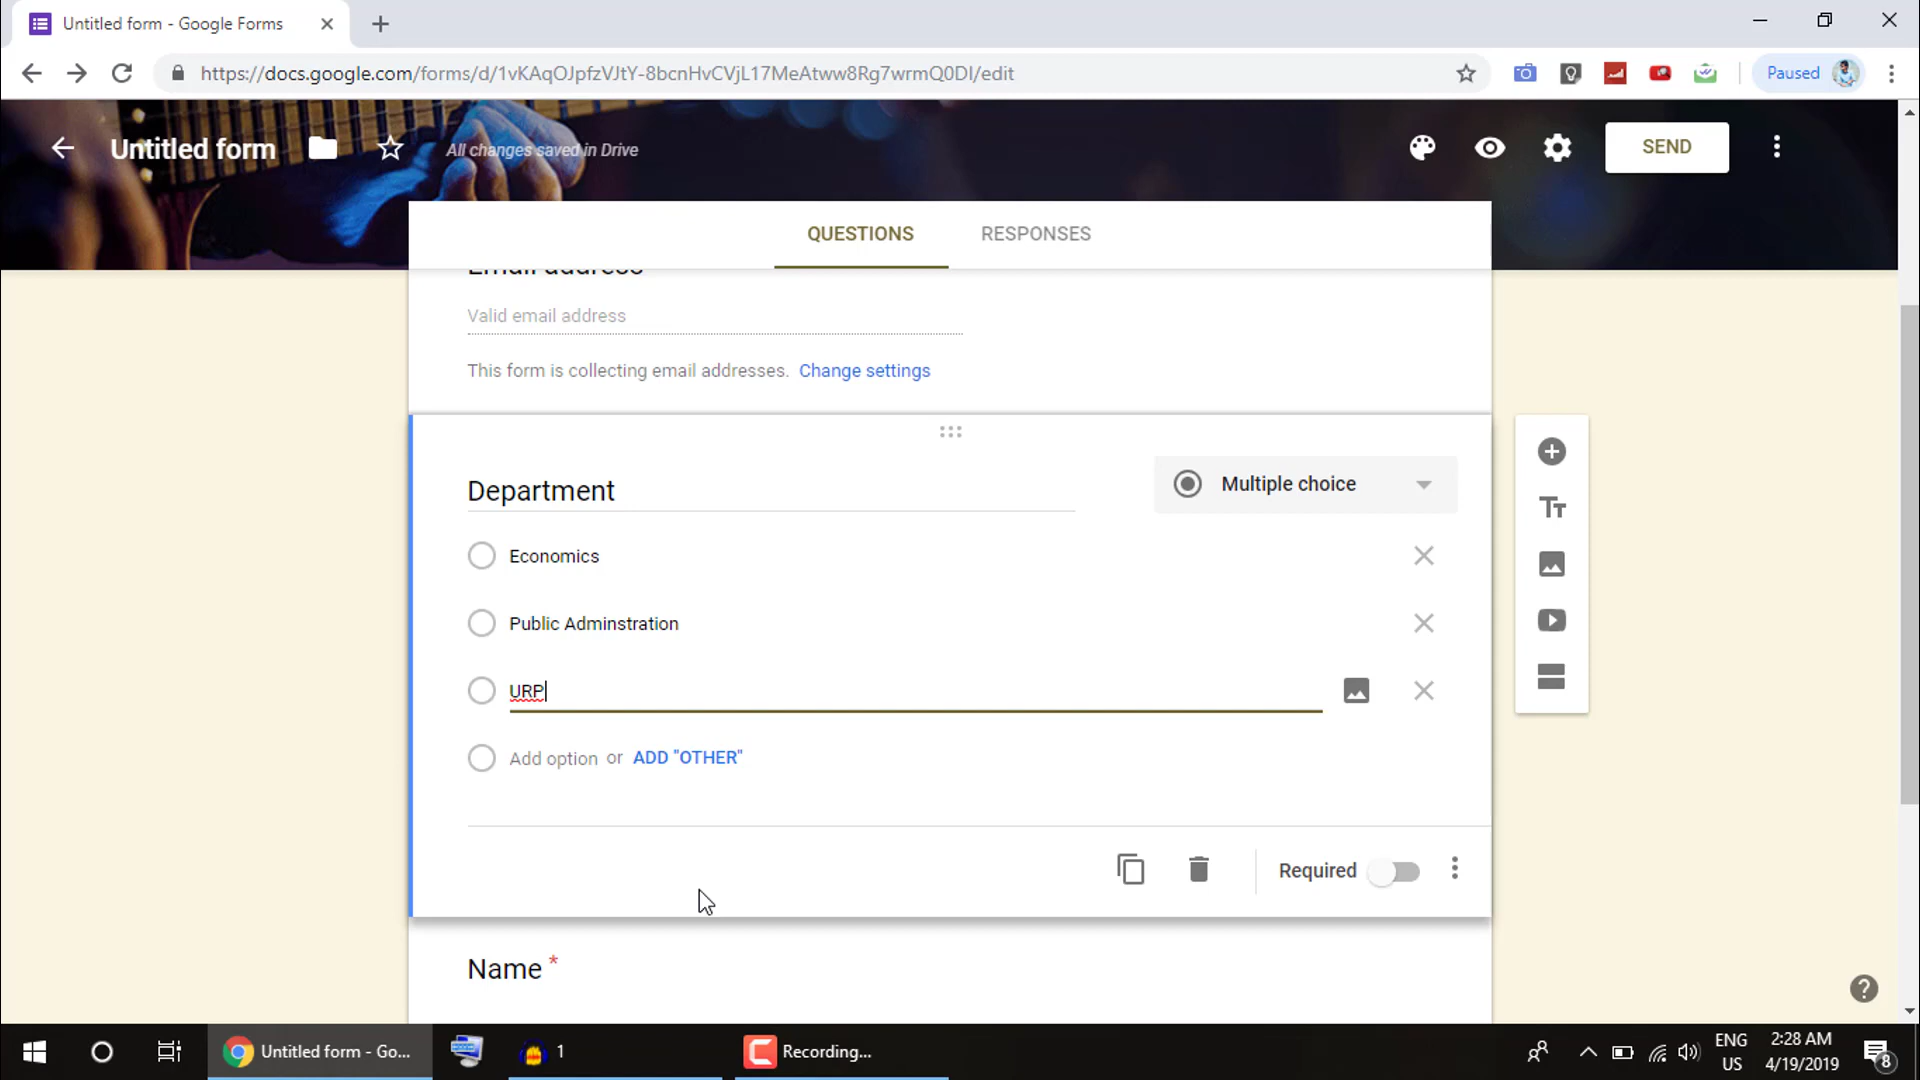 Untitled form - Google Forms
https://docs.google.com/forms/d/1vKAqOJpfzVJtY-8bcnHvCVjL17MeAtww8Rg7wrmQ0DI/edit
Paused
Untitled form
All changes saved in Drive
SEND
QUESTIONS
RESPONSES
Email address
Valid email address
This form is collecting email addresses. Change settings
Department
Multiple choice
Economics
Public Adminstration
URP
Add option or ADD "OTHER"
Required
Name *
Untitled form - Go...
1
Recording...
ENG
US
2:28 AM
4/19/2019
8